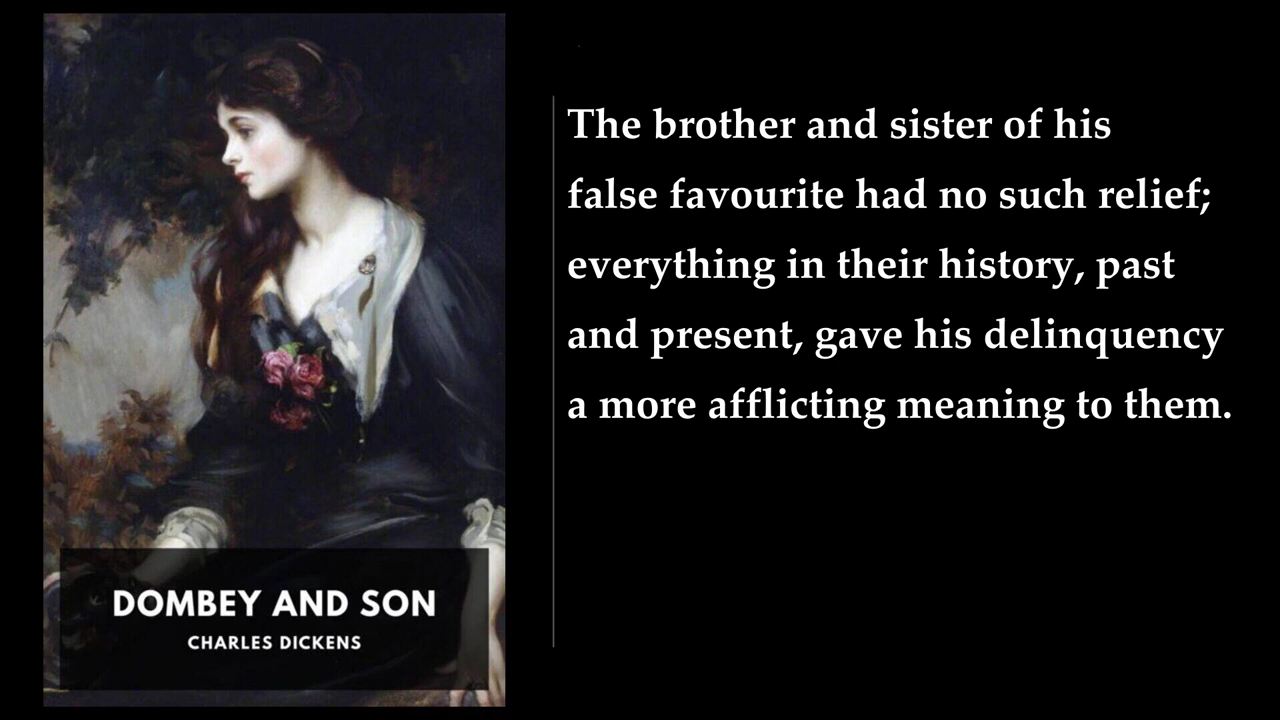 The brother and sister of his
false favourite had no such relief;
everything in their history, past
and present, gave his delinquency
a more afflicting meaning to them.
DOMBEY AND SON
CHARLES DICKENS